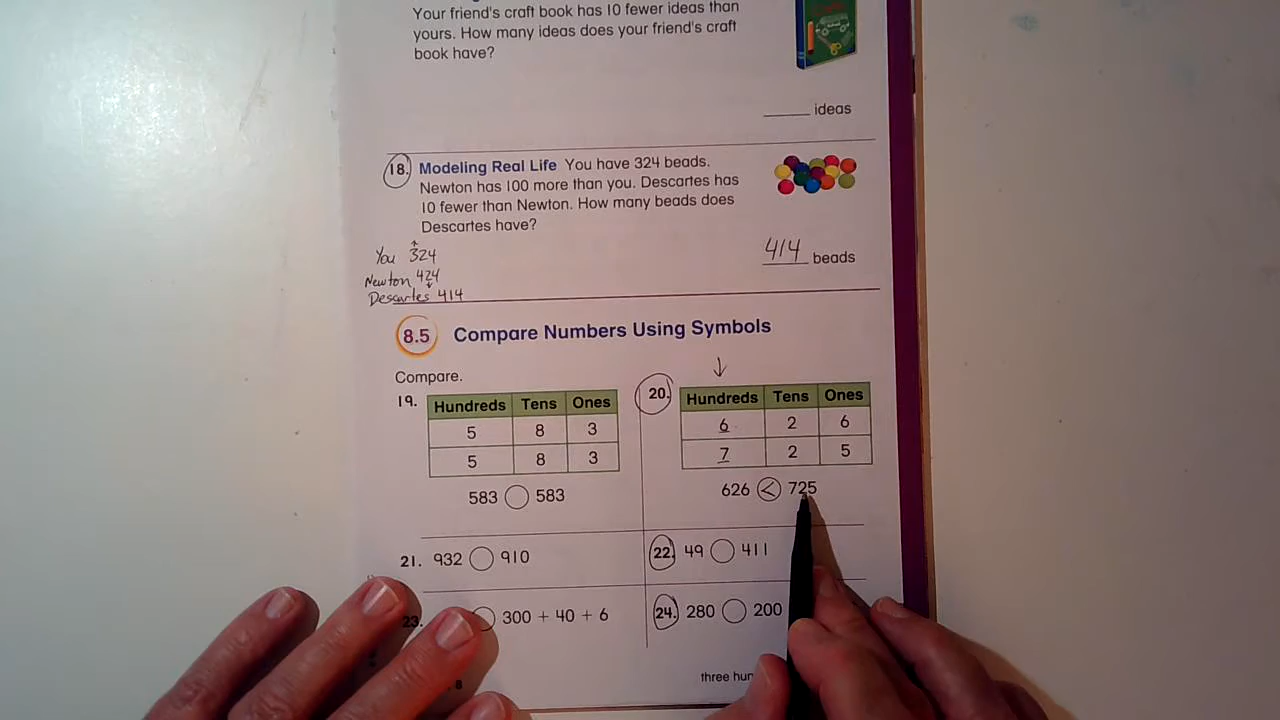 Your friend's craft book has 10 fewer ideas than
yours. How many ideas does your friend's craft
book have?
_____ ideas
18. Modeling Real Life You have 324 beads.
Newton has 100 more than you. Descartes has
10 fewer than Newton. How many beads does
Descartes have?
You 324
Newton 424
Descartes 414
414 beads
8.5 Compare Numbers Using Symbols
Compare.
19.
Hundreds Tens Ones
5 8 3
5 8 3
583 ○ 583
20.
Hundreds Tens Ones
6 2 6
7 2 5
626 < 725
21. 932 ○ 910
22. 49 ○ 411
23. ○ 300 + 40 + 6
24. 280 ○ 200
three